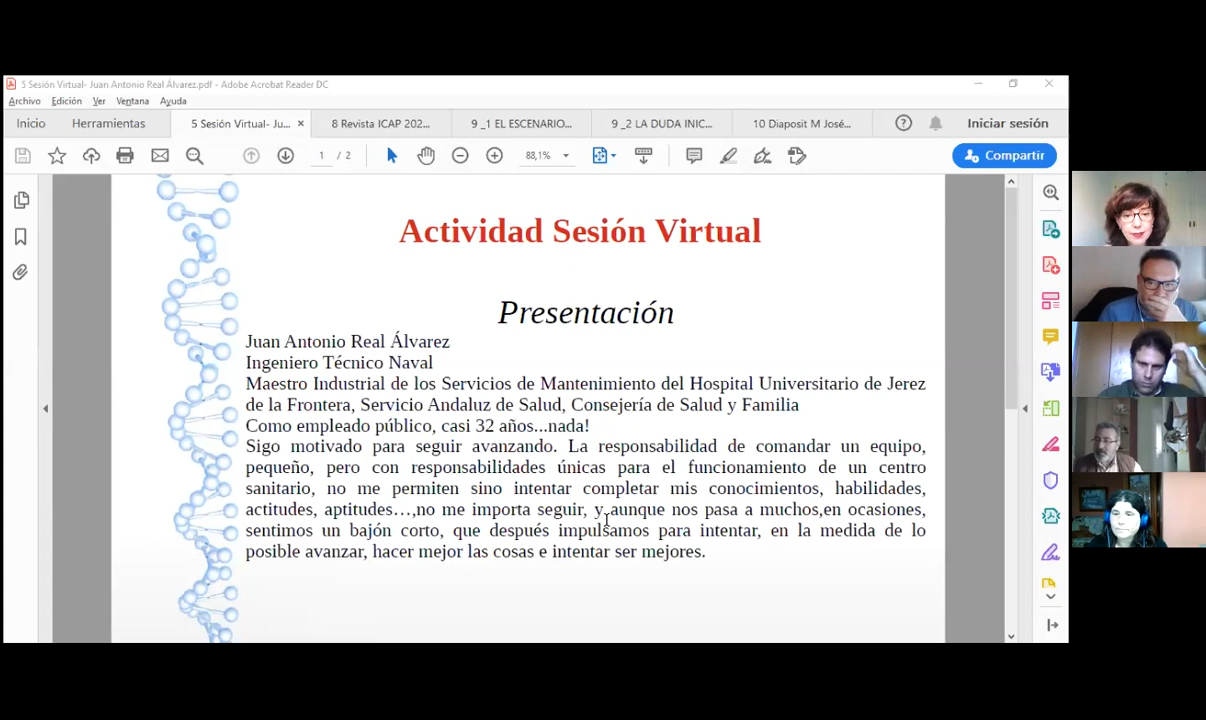 5 Sesión Virtual- Juan Antonio Real Álvarez.pdf - Adobe Acrobat Reader DC
Archivo Edición Ver Ventana Ayuda
Inicio Herramientas 5 Sesión Virtual- Ju... × 8 Revista ICAP 202... 9 _1 EL ESCENARIO... 9 _2 LA DUDA INIC... 10 Diaposit M José... Iniciar sesión
1 / 2 88,1% Compartir
Actividad Sesión Virtual
Presentación
Juan Antonio Real Álvarez
Ingeniero Técnico Naval
Maestro Industrial de los Servicios de Mantenimiento del Hospital Universitario de Jerez
de la Frontera, Servicio Andaluz de Salud, Consejería de Salud y Familia
Como empleado público, casi 32 años...nada!
Sigo motivado para seguir avanzando. La responsabilidad de comandar un equipo,
pequeño, pero con responsabilidades únicas para el funcionamiento de un centro
sanitario, no me permiten sino intentar completar mis conocimientos, habilidades,
actitudes, aptitudes…,no me importa seguir, y aunque nos pasa a muchos,en ocasiones,
sentimos un bajón corto, que después impulsamos para intentar, en la medida de lo
posible avanzar, hacer mejor las cosas e intentar ser mejores.